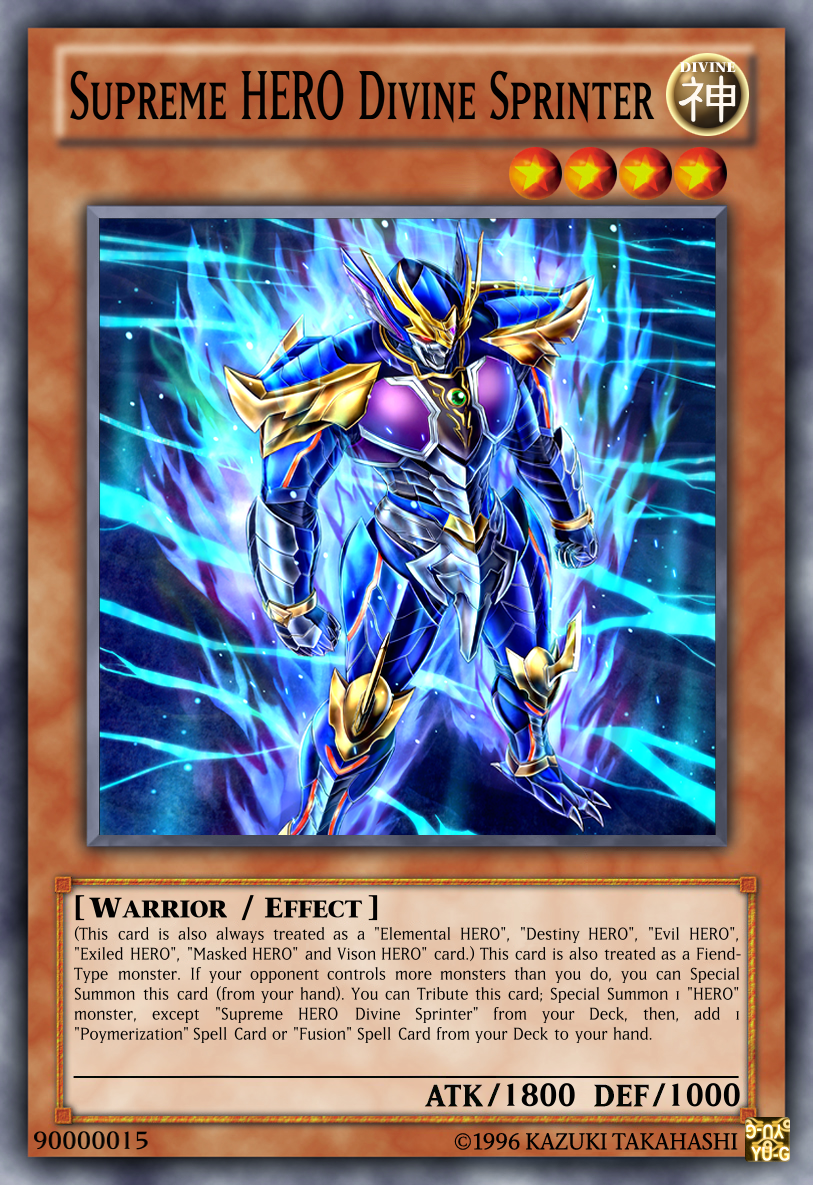 Supreme HERO Divine Sprinter
DIVINE
神
[ Warrior / Effect ]
(This card is also always treated as a "Elemental HERO", "Destiny HERO", "Evil HERO",
"Exiled HERO", "Masked HERO" and Vison HERO" card.) This card is also treated as a Fiend-
Type monster. If your opponent controls more monsters than you do, you can Special
Summon this card (from your hand). You can Tribute this card; Special Summon 1 "HERO"
monster, except "Supreme HERO Divine Sprinter" from your Deck, then, add 1
"Poymerization" Spell Card or "Fusion" Spell Card from your Deck to your hand.
ATK/1800 DEF/1000
90000015
©1996 KAZUKI TAKAHASHI